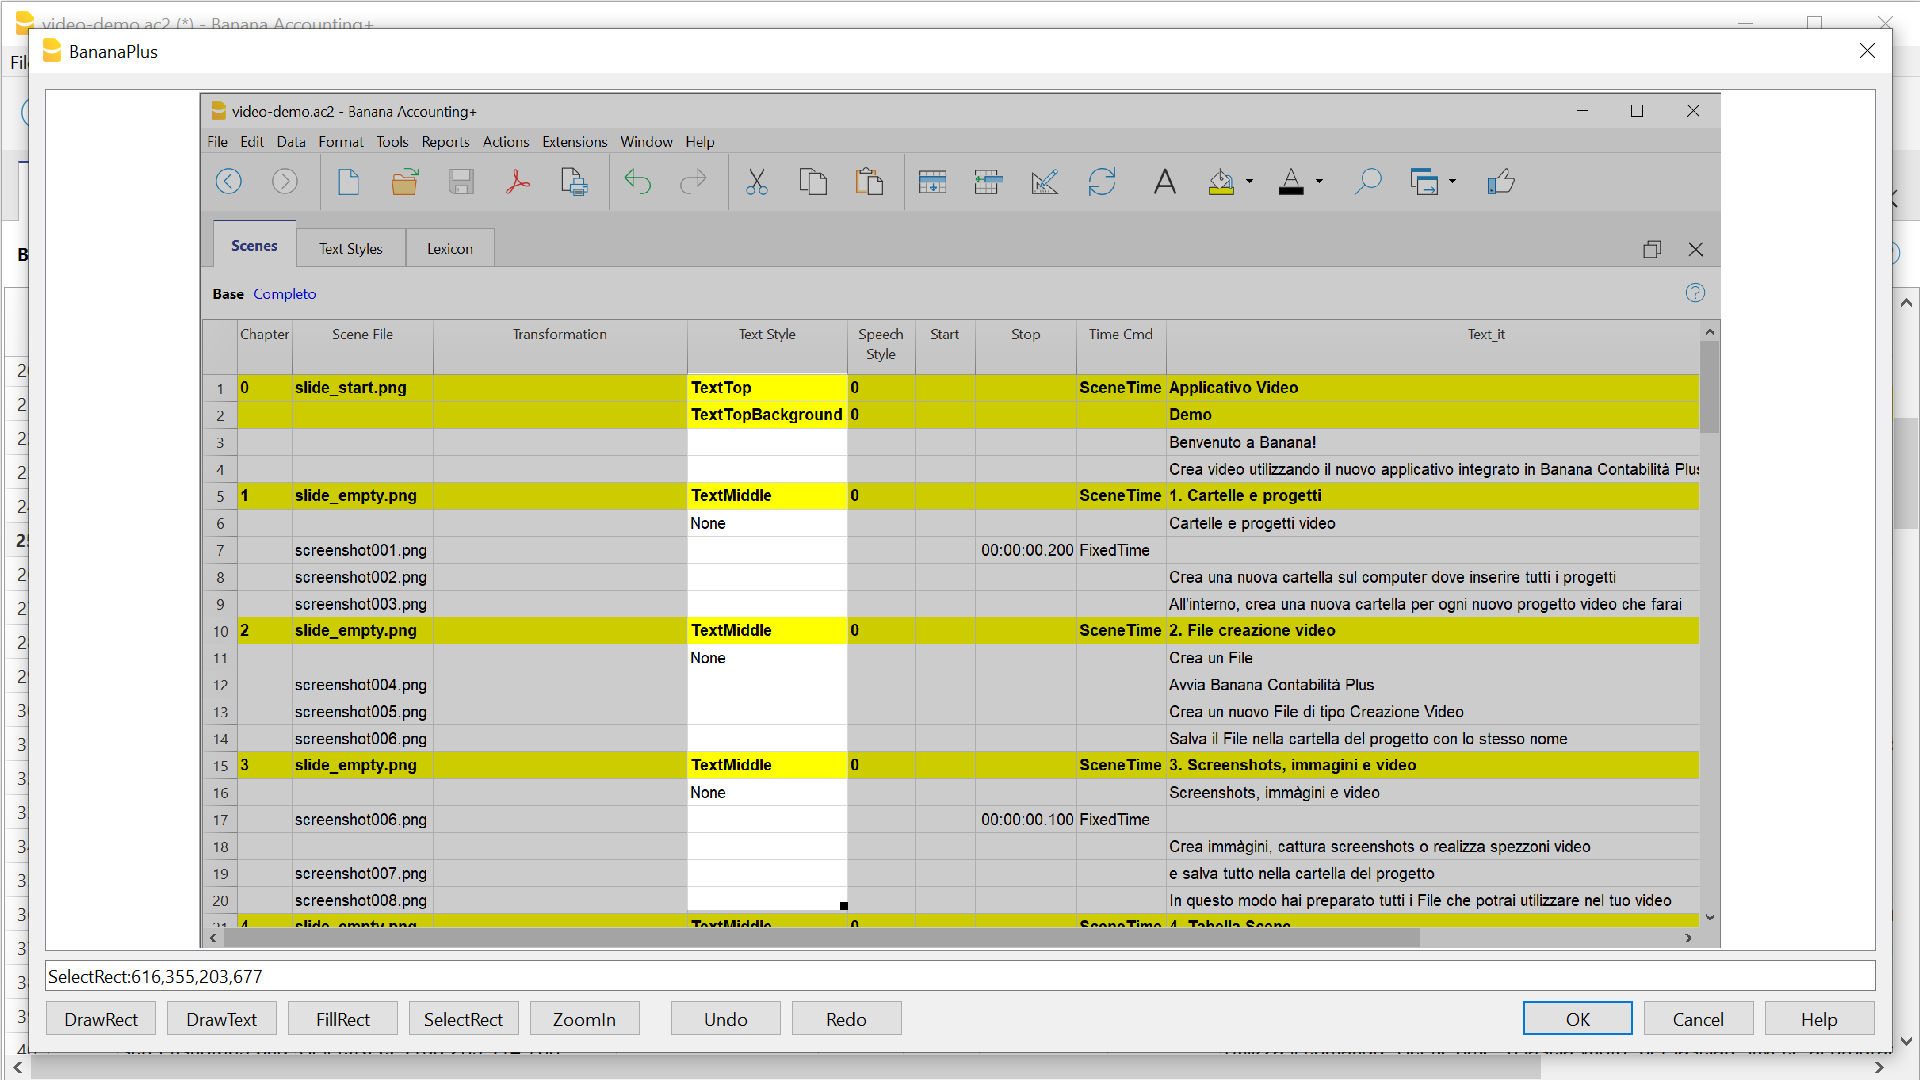 video-demo.ac2 (*) - Banana Accounting+
BananaPlus
video-demo.ac2 - Banana Accounting+
File Edit Data Format Tools Reports Actions Extensions Window Help
Scenes Text Styles Lexicon
Base Completo
Chapter Scene File Transformation Text Style Speech Style Start Stop Time Cmd Text_it
1 0 slide_start.png TextTop 0 SceneTime Applicativo Video
2 TextTopBackground 0 Demo
3 Benvenuto a Banana!
4 Crea video utilizzando il nuovo applicativo integrato in Banana Contabilità Plus
5 1 slide_empty.png TextMiddle 0 SceneTime 1. Cartelle e progetti
6 None Cartelle e progetti video
7 screenshot001.png 00:00:00.200 FixedTime
8 screenshot002.png Crea una nuova cartella sul computer dove inserire tutti i progetti
9 screenshot003.png All'interno, crea una nuova cartella per ogni nuovo progetto video che farai
10 2 slide_empty.png TextMiddle 0 SceneTime 2. File creazione video
11 None Crea un File
12 screenshot004.png Avvia Banana Contabilità Plus
13 screenshot005.png Crea un nuovo File di tipo Creazione Video
14 screenshot006.png Salva il File nella cartella del progetto con lo stesso nome
15 3 slide_empty.png TextMiddle 0 SceneTime 3. Screenshots, immagini e video
16 None Screenshots, immàgini e video
17 screenshot006.png 00:00:00.100 FixedTime
18 Crea immàgini, cattura screenshots o realizza spezzoni video
19 screenshot007.png e salva tutto nella cartella del progetto
20 screenshot008.png In questo modo hai preparato tutti i File che potrai utilizzare nel tuo video
21 4 slide_empty.png TextMiddle 0 SceneTime 4. Tabella Scene
SelectRect:616,355,203,677
DrawRect DrawText FillRect SelectRect ZoomIn Undo Redo OK Cancel Help